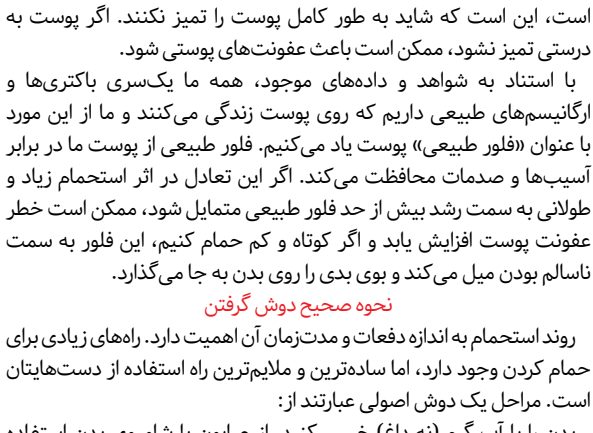 است، این است که شاید به طور کامل پوست را تمیز نکنند. اگر پوست به
درستی تمیز نشود، ممکن است باعث عفونت‌های پوستی شود.
با استناد به شواهد و داده‌های موجود، همه ما یک‌سری باکتری‌ها و
ارگانیسم‌های طبیعی داریم که روی پوست زندگی می‌کنند و ما از این مورد
با عنوان «فلور طبیعی» پوست یاد می‌کنیم. فلور طبیعی از پوست ما در برابر
آسیب‌ها و صدمات محافظت می‌کند. اگر این تعادل در اثر استحمام زیاد و
طولانی به سمت رشد بیش از حد فلور طبیعی متمایل شود، ممکن است خطر
عفونت پوست افزایش یابد و اگر کوتاه و کم حمام کنیم، این فلور به سمت
ناسالم بودن میل می‌کند و بوی بدی را روی بدن به جا می‌گذارد.
نحوه صحیح دوش گرفتن
روند استحمام به اندازه دفعات و مدت‌زمان آن اهمیت دارد. راه‌های زیادی برای
حمام کردن وجود دارد، اما ساده‌ترین و ملایم‌ترین راه استفاده از دست‌هایتان
است. مراحل یک دوش اصولی عبارتند از: